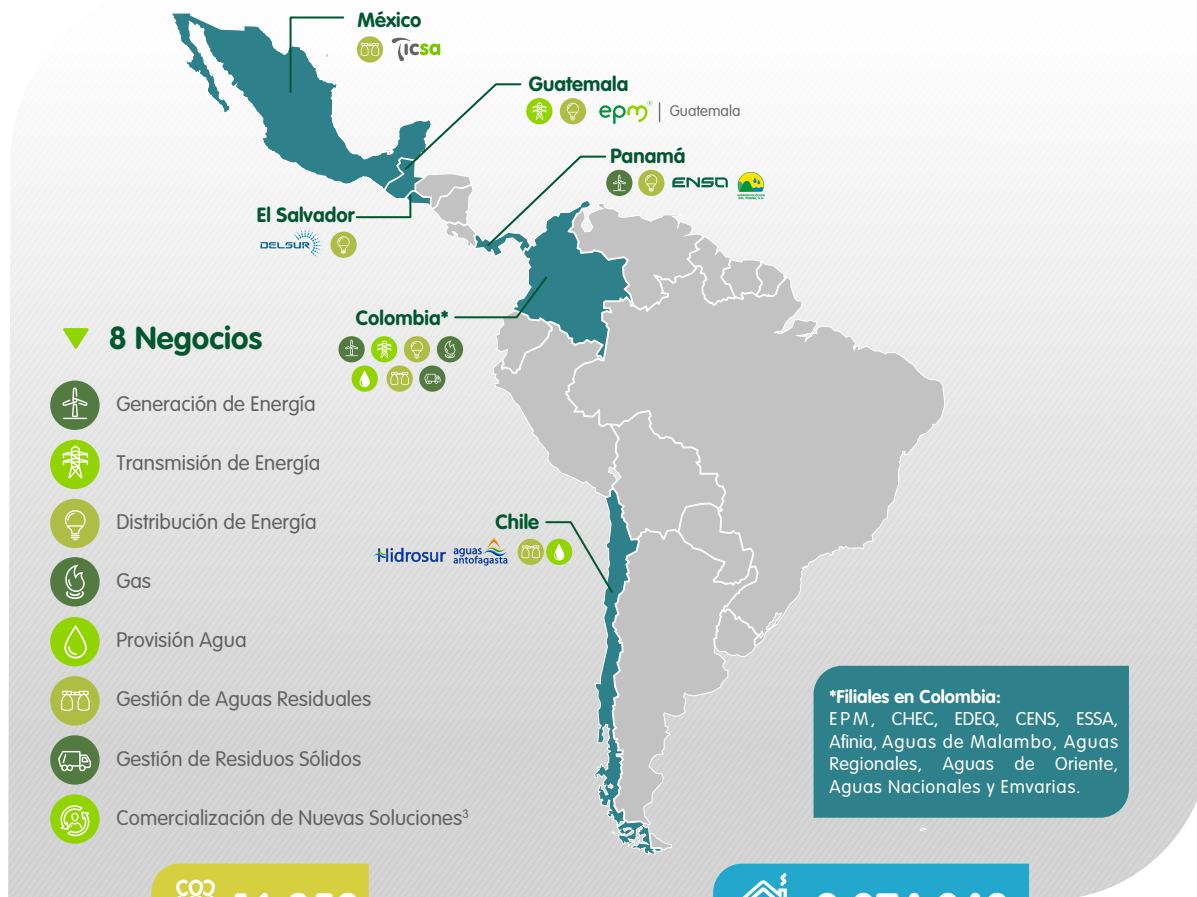 México
Ticsa
Guatemala
epm® | Guatemala
Panamá
ENSA
El Salvador
DELSUR
Colombia*
8 Negocios
Generación de Energía
Transmisión de Energía
Distribución de Energía
Gas
Provisión Agua
Gestión de Aguas Residuales
Gestión de Residuos Sólidos
Comercialización de Nuevas Soluciones³
Chile
Hidrosur
aguas
antofagasta
*Filiales en Colombia:
EPM, CHEC, EDEQ, CENS, ESSA,
Afinia, Aguas de Malambo, Aguas
Regionales, Aguas de Oriente,
Aguas Nacionales y Emvarias.